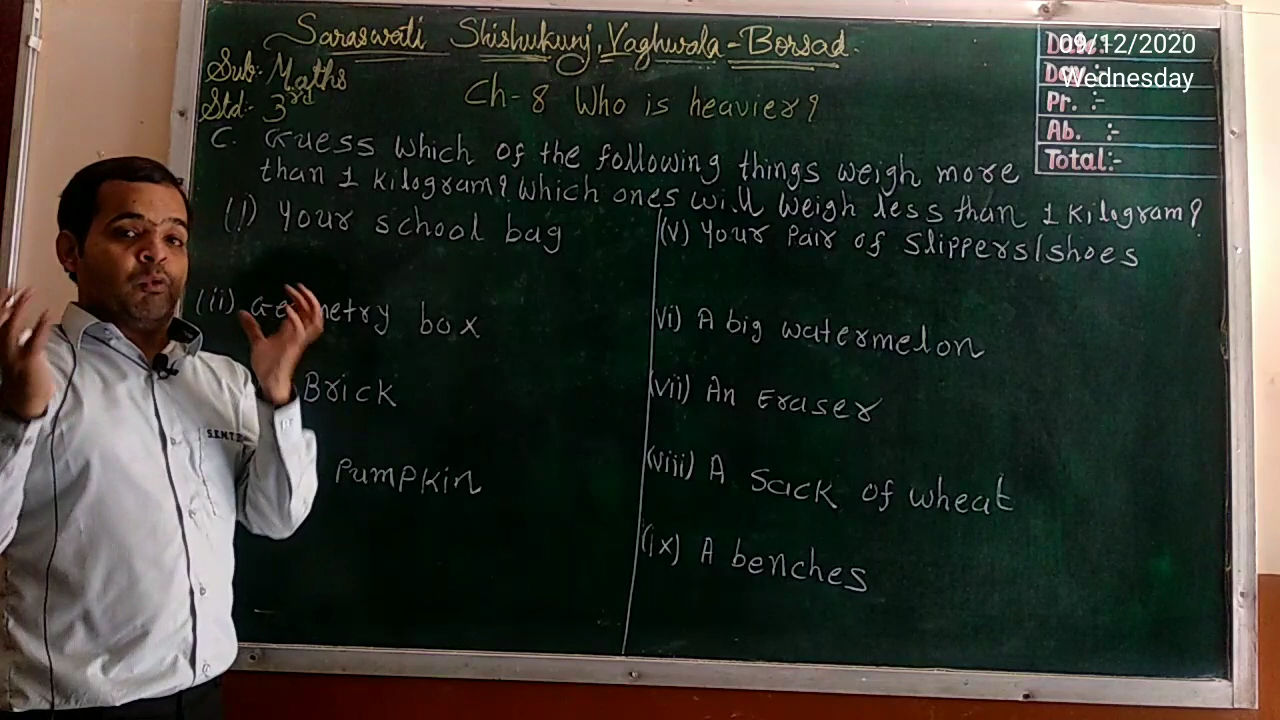 Saraswati Shishukunj, Vaghwala - Borsad.
Sub:- Maths
Std:- 3rd
Ch-8 Who is heavier?
Date:-
09/12/2020
Day:-
Wednesday
Pr. :-
Ab. :-
Total:-
C. Guess which of the following things weigh more
than 1 kilogram? Which ones will weigh less than 1 kilogram?
(i) Your school bag
(ii) Geometry box
Brick
Pumpkin
(v) Your Pair of Slippers/shoes
vi) A big watermelon
(vii) An Eraser
(viii) A Sack of wheat
(ix) A benches